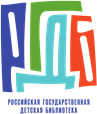 РГДБ
РОССИЙСКАЯ ГОСУДАРСТВЕННАЯ
ДЕТСКАЯ БИБЛИОТЕКА